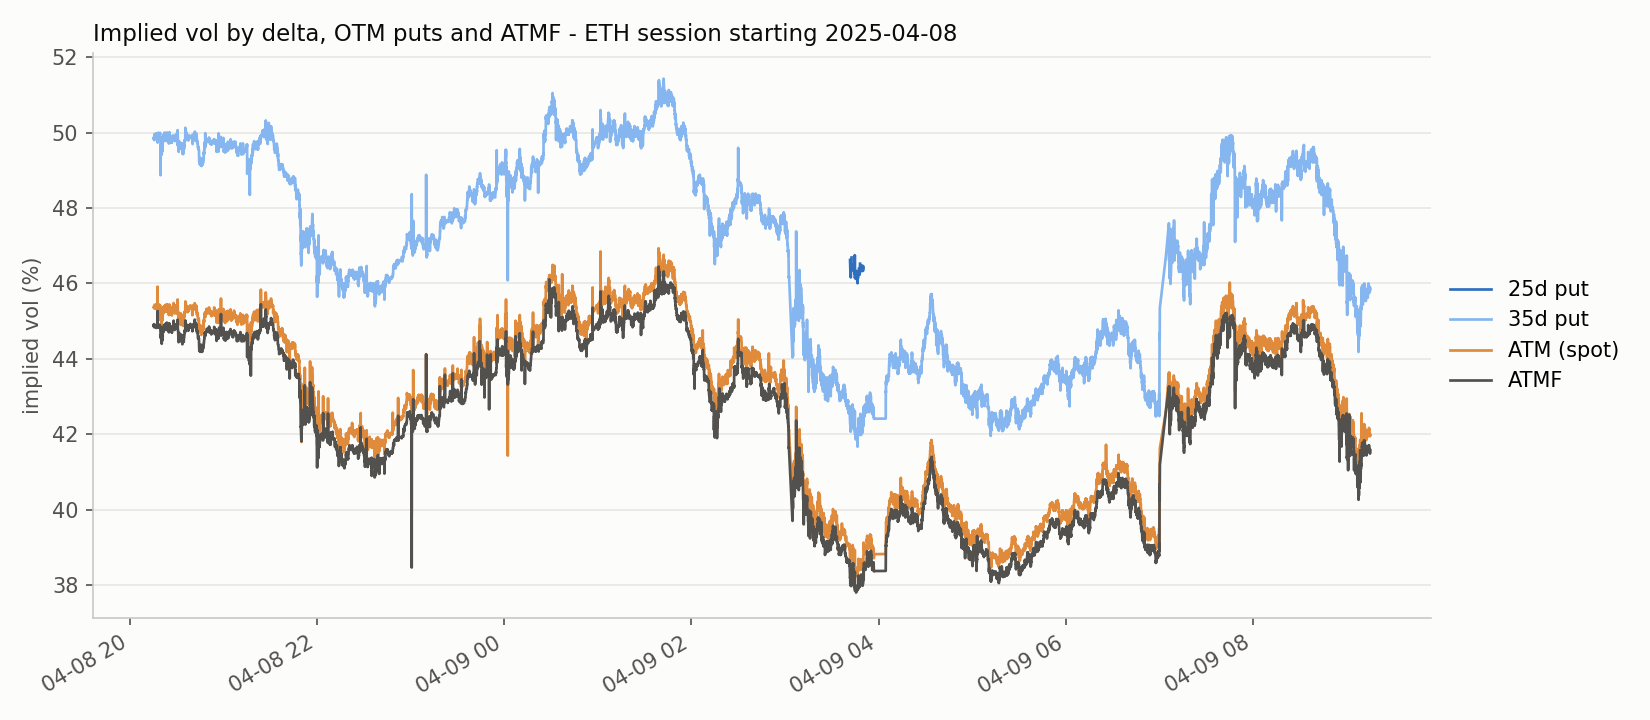 Implied vol by delta, OTM puts and ATMF - ETH session starting 2025-04-08
implied vol (%)
52
50
48
46
44
42
40
38
04-08 20
04-08 22
04-09 00
04-09 02
04-09 04
04-09 06
04-09 08
25d put
35d put
ATM (spot)
ATMF